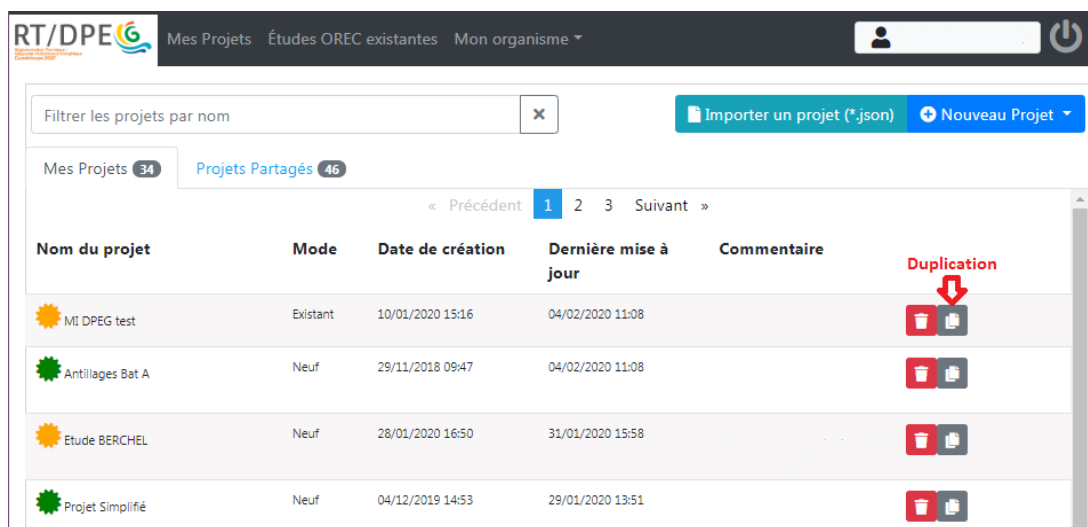 RT/DPEG
Mes Projets Études OREC existantes Mon organisme
Filtrer les projets par nom
Importer un projet (*.json) Nouveau Projet
Mes Projets 34 Projets Partagés 46
« Précédent 1 2 3 Suivant »
Nom du projet Mode Date de création Dernière mise à jour Commentaire
Duplication
MI DPEG test Existant 10/01/2020 15:16 04/02/2020 11:08
Antillages Bat A Neuf 29/11/2018 09:47 04/02/2020 11:08
Etude BERCHEL Neuf 28/01/2020 16:50 31/01/2020 15:58
Projet Simplifié Neuf 04/12/2019 14:53 29/01/2020 13:51